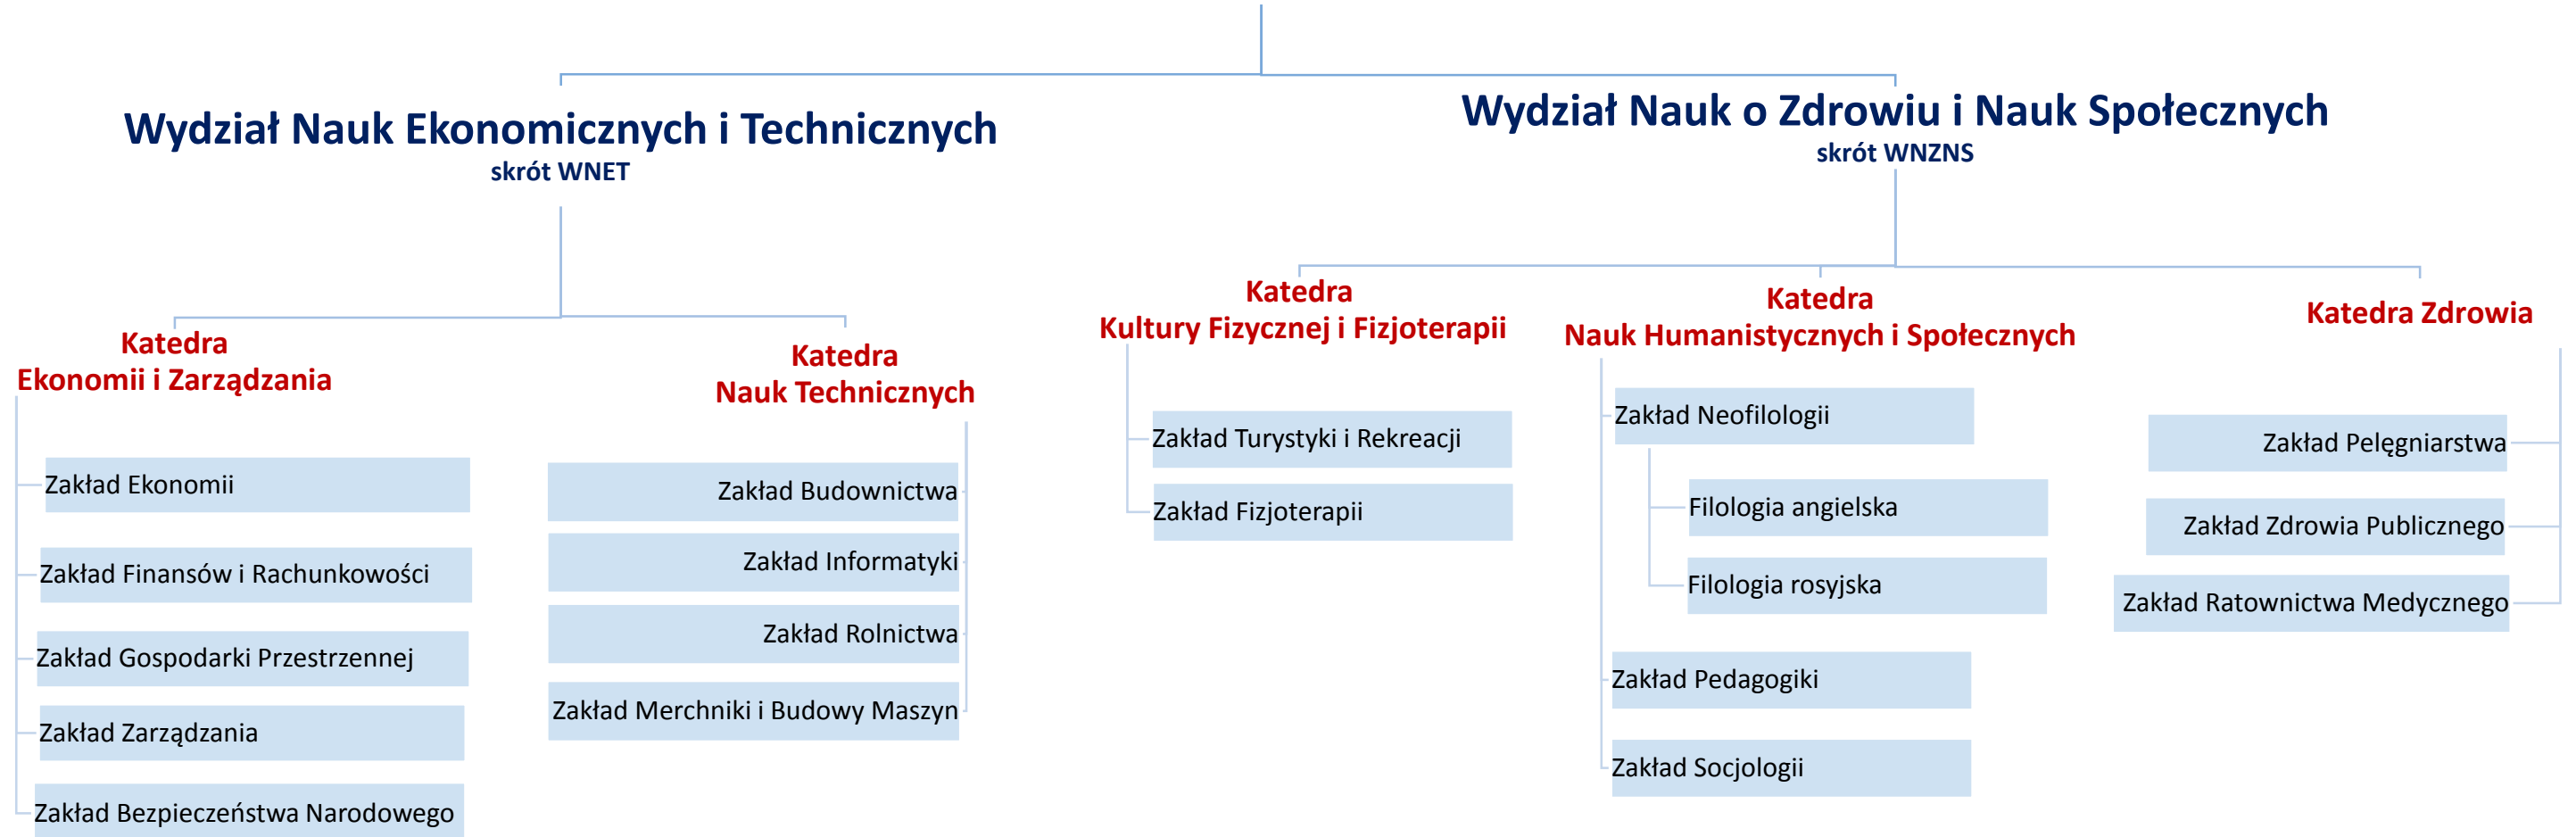 Wydział Nauk Ekonomicznych i Technicznych
skrót WNET
Katedra
Ekonomii i Zarządzania
Zakład Ekonomii
Zakład Finansów i Rachunkowości
Zakład Gospodarki Przestrzennej
Zakład Zarządzania
Zakład Bezpieczeństwa Narodowego
Katedra
Nauk Technicznych
Zakład Budownictwa
Zakład Informatyki
Zakład Rolnictwa
Zakład Merchniki i Budowy Maszyn
Wydział Nauk o Zdrowiu i Nauk Społecznych
skrót WNZNS
Katedra
Kultury Fizycznej i Fizjoterapii
Zakład Turystyki i Rekreacji
Zakład Fizjoterapii
Katedra
Nauk Humanistycznych i Społecznych
Zakład Neofilologii
Filologia angielska
Filologia rosyjska
Zakład Pedagogiki
Zakład Socjologii
Katedra Zdrowia
Zakład Pelęgniarstwa
Zakład Zdrowia Publicznego
Zakład Ratownictwa Medycznego